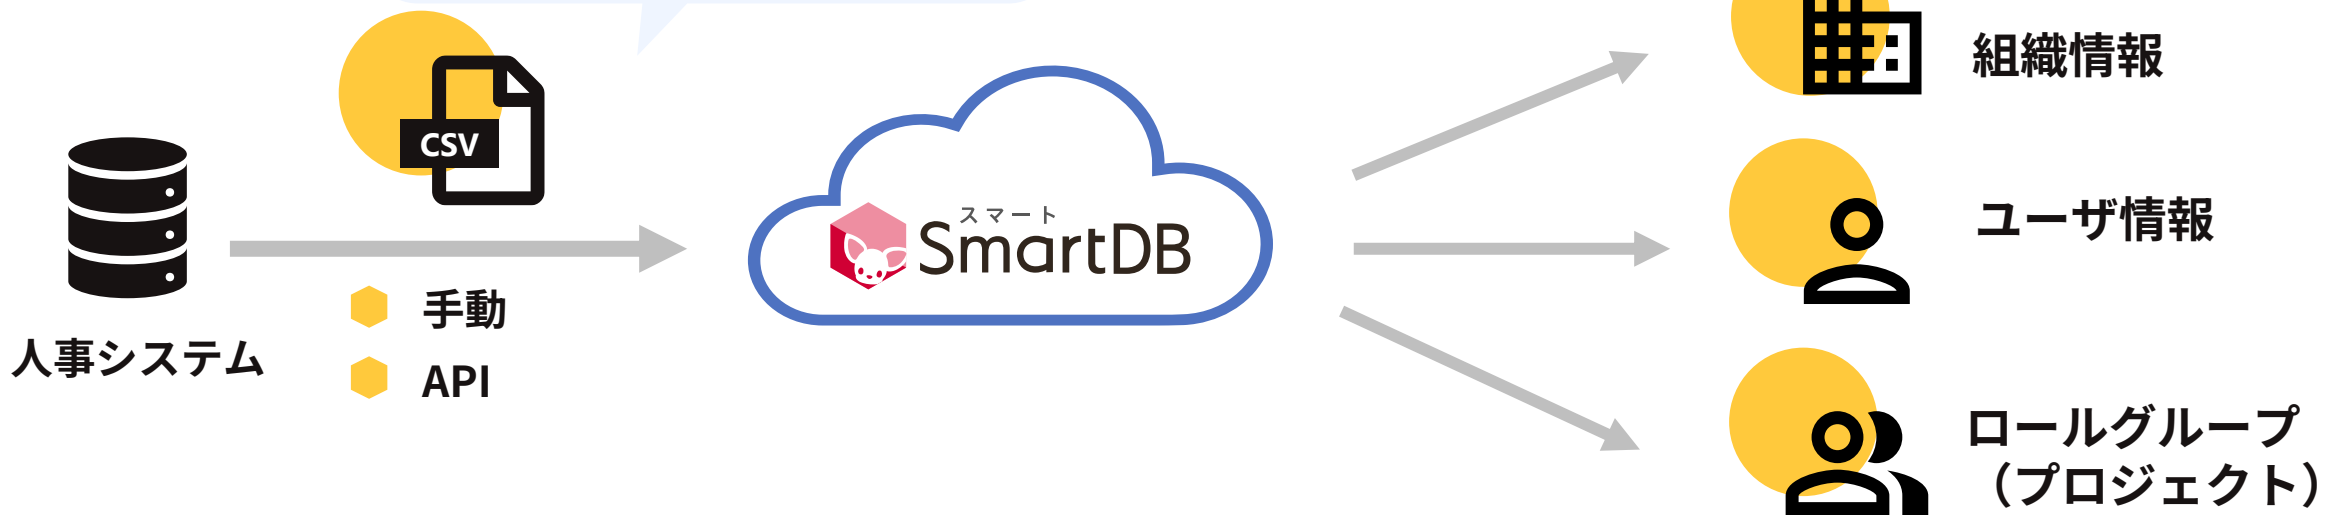 CSV
人事システム
手動
API
スマート
SmartDB
組織情報
ユーザ情報
ロールグループ
（プロジェクト）